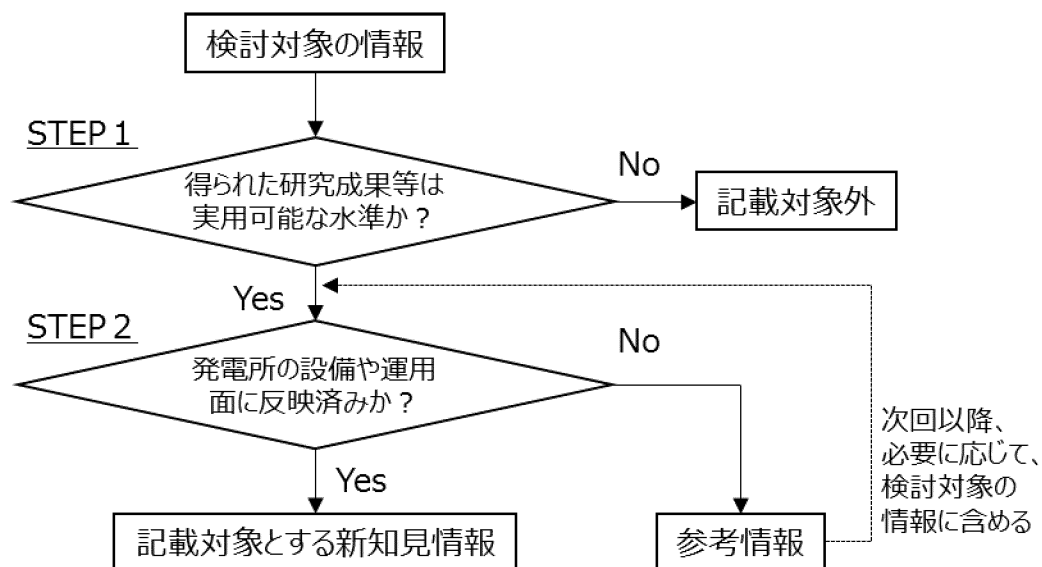 検討対象の情報
STEP 1
得られた研究成果等は
実用可能な水準か?
No
記載対象外
Yes
STEP 2
発電所の設備や運用
面に反映済みか?
No
次回以降、
必要に応じて、
検討対象の
情報に含める
Yes
記載対象とする新知見情報
参考情報